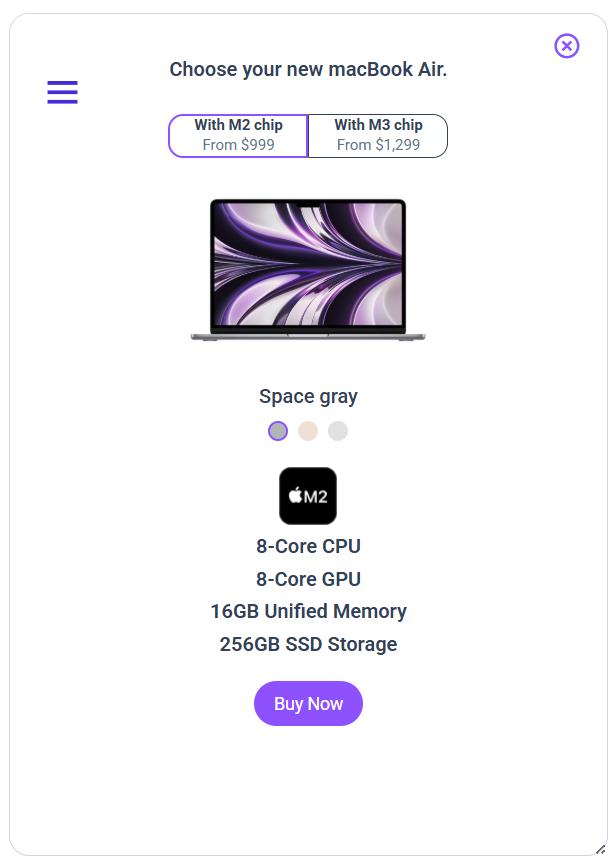 Choose your new macBook Air.
With M2 chip
From $999
With M3 chip
From $1,299
Space gray
M2
8-Core CPU
8-Core GPU
16GB Unified Memory
256GB SSD Storage
Buy Now